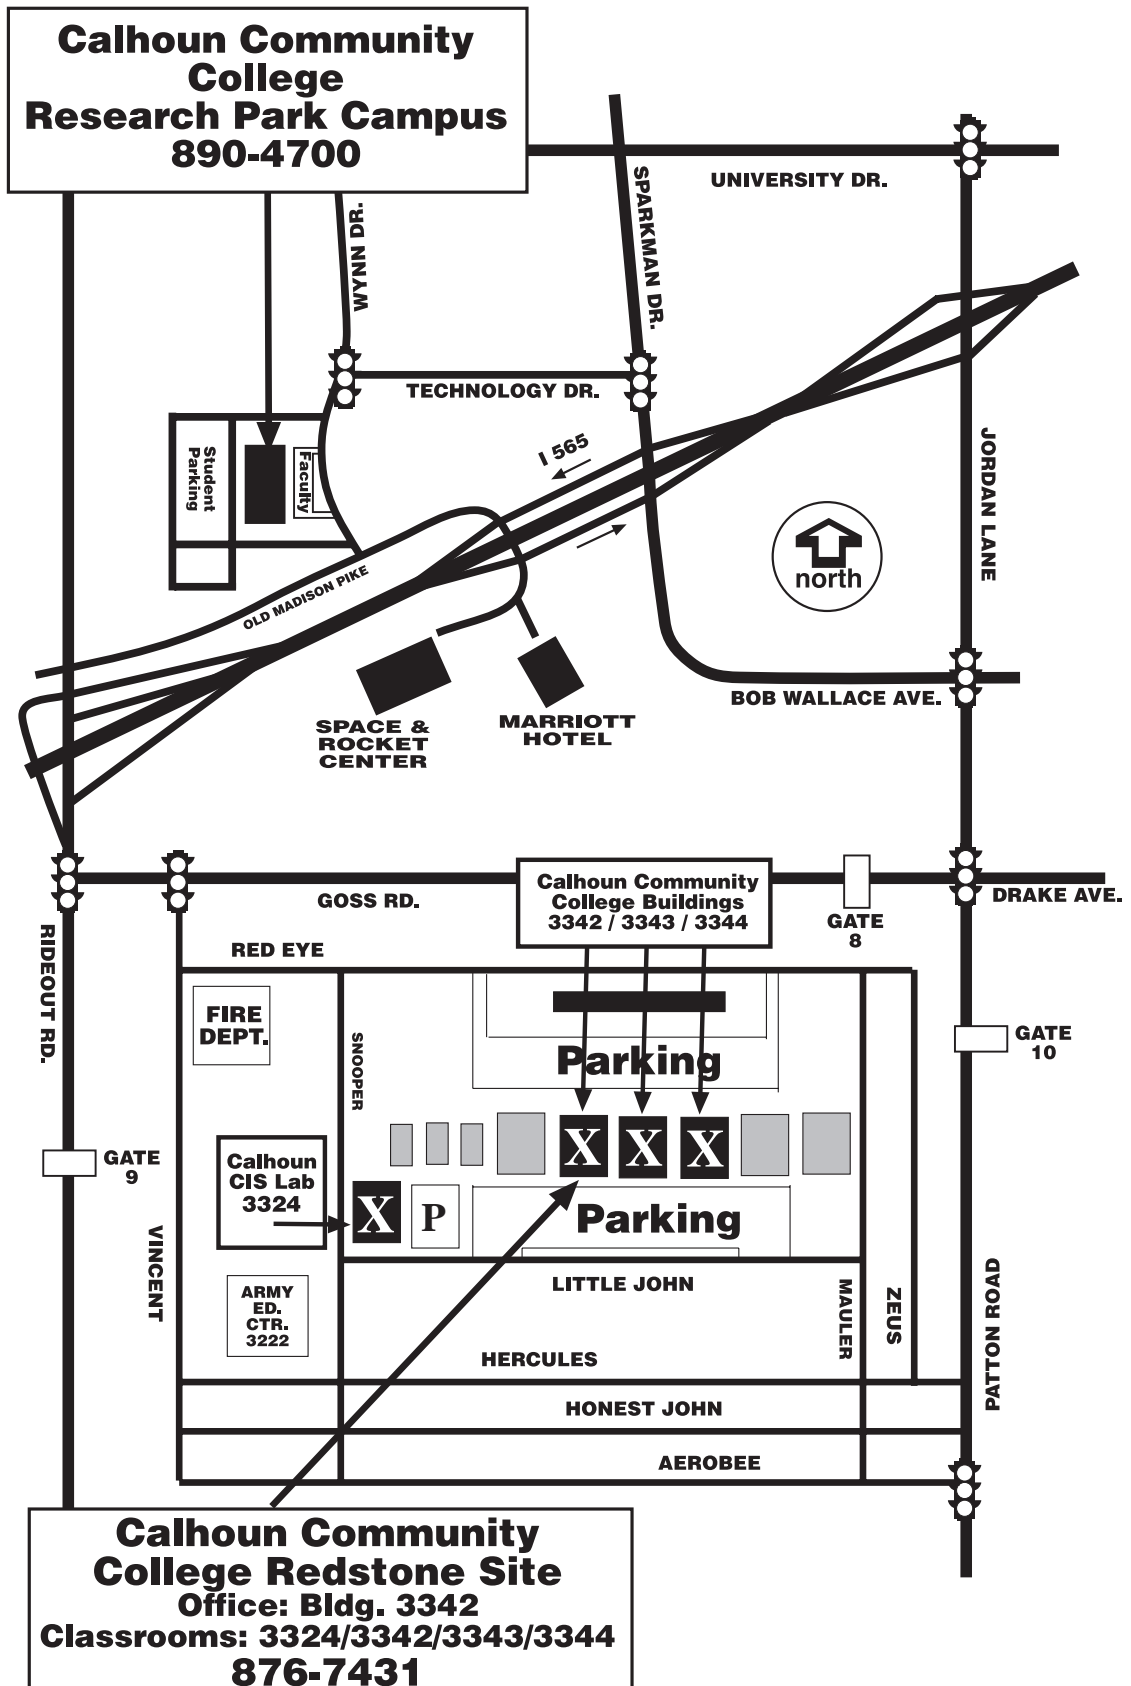 Calhoun Community
College
Research Park Campus
890-4700
UNIVERSITY DR.
WYNN DR.
SPARKMAN DR.
TECHNOLOGY DR.
I 565
Student
Parking
Faculty
JORDAN LANE
north
OLD MADISON PIKE
BOB WALLACE AVE.
SPACE &
ROCKET
CENTER
MARRIOTT
HOTEL
GOSS RD.
Calhoun Community
College Buildings
3342 / 3343 / 3344
GATE
8
DRAKE AVE.
RIDEOUT RD.
RED EYE
FIRE
DEPT.
SNOOPER
Parking
GATE
10
X X X
GATE
9
Calhoun
CIS Lab
3324
X
P
Parking
VINCENT
LITTLE JOHN
ARMY
ED.
CTR.
3222
MAULER
ZEUS
PATTON ROAD
HERCULES
HONEST JOHN
AEROBEE
Calhoun Community
College Redstone Site
Office: Bldg. 3342
Classrooms: 3324/3342/3343/3344
876-7431